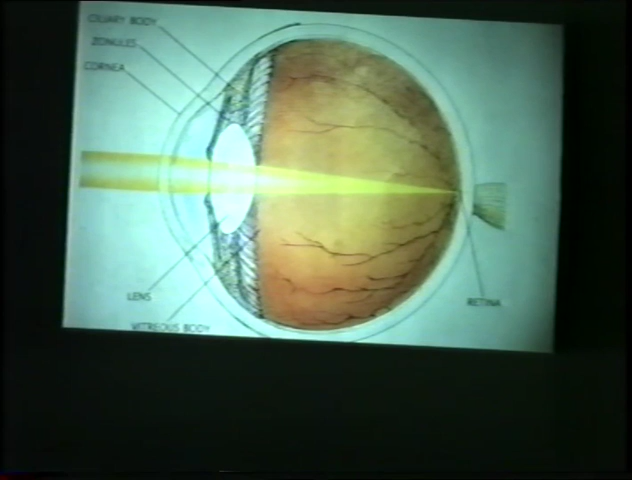 CILIARY BODY
ZONULES
CORNEA
LENS
VITREOUS BODY
RETINA